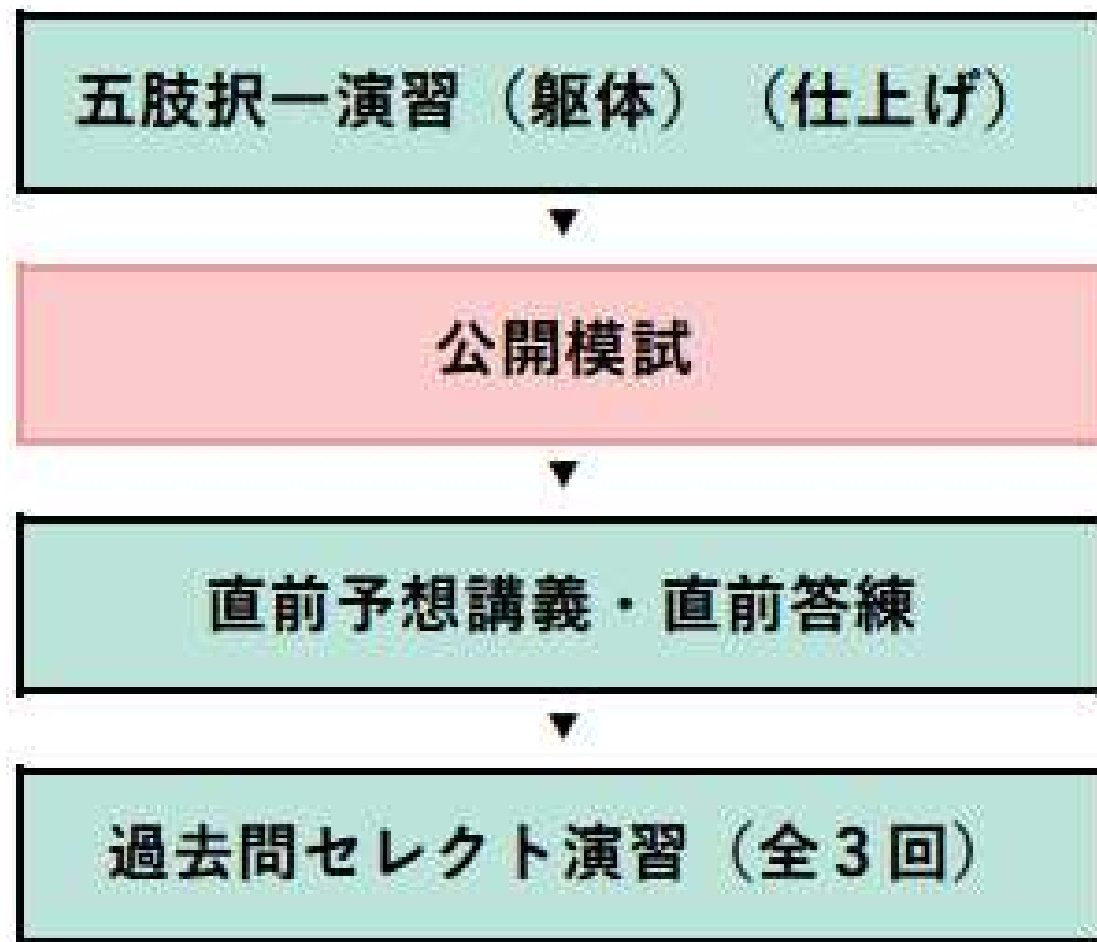 五肢択一演習（躯体）（仕上げ）
▼
公開模試
▼
直前予想講義・直前答練
▼
過去問セレクト演習（全３回）